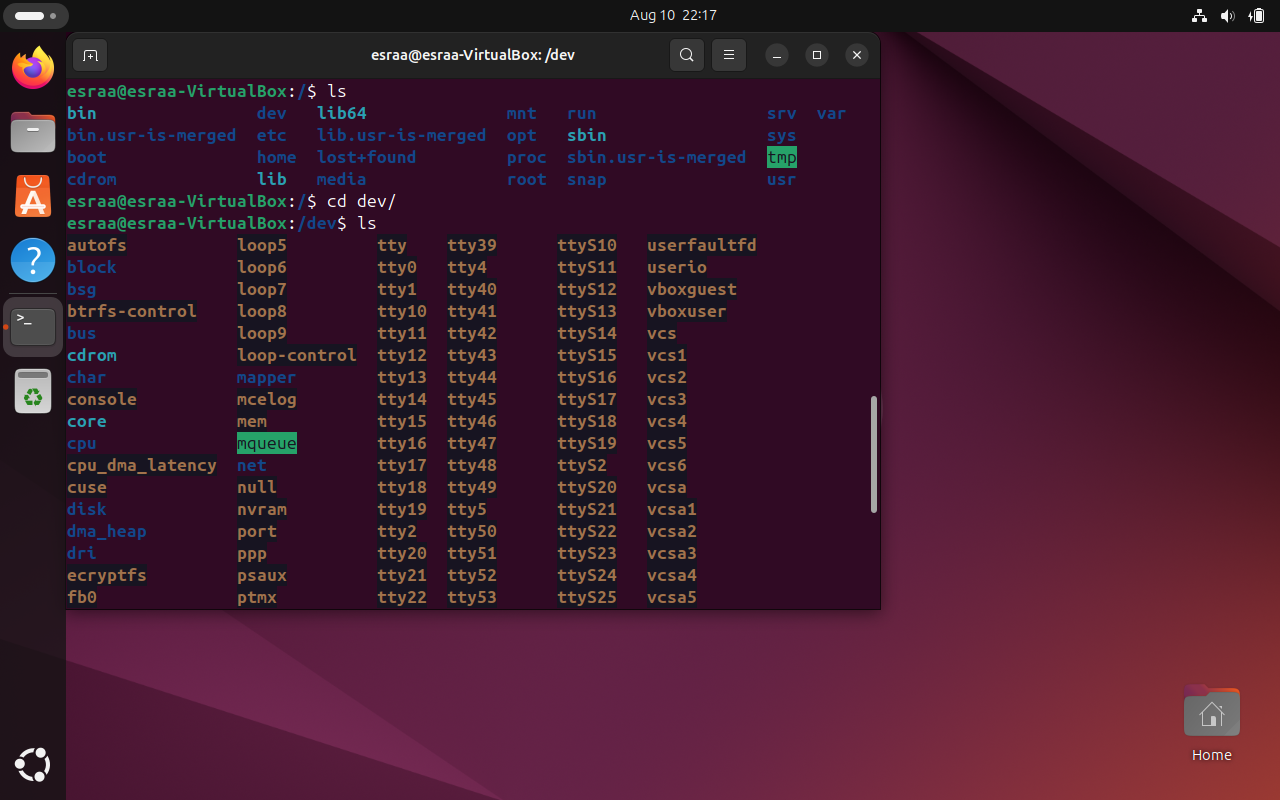 Aug 10 22:17
esraa@esraa-VirtualBox: /dev
esraa@esraa-VirtualBox:/$ ls
bin dev lib64 mnt run srv var
bin.usr-is-merged etc lib.usr-is-merged opt sbin sys
boot home lost+found proc sbin.usr-is-merged tmp
cdrom lib media root snap usr
esraa@esraa-VirtualBox:/$ cd dev/
esraa@esraa-VirtualBox:/dev$ ls
autofs loop5 tty tty39 ttyS10 userfaultfd
block loop6 tty0 tty4 ttyS11 userio
bsg loop7 tty1 tty40 ttyS12 vboxguest
btrfs-control loop8 tty10 tty41 ttyS13 vboxuser
bus loop9 tty11 tty42 ttyS14 vcs
cdrom loop-control tty12 tty43 ttyS15 vcs1
char mapper tty13 tty44 ttyS16 vcs2
console mcelog tty14 tty45 ttyS17 vcs3
core mem tty15 tty46 ttyS18 vcs4
cpu mqueue tty16 tty47 ttyS19 vcs5
cpu_dma_latency net tty17 tty48 ttyS2 vcs6
cuse null tty18 tty49 ttyS20 vcsa
disk nvram tty19 tty5 ttyS21 vcsa1
dma_heap port tty2 tty50 ttyS22 vcsa2
dri ppp tty20 tty51 ttyS23 vcsa3
ecryptfs psaux tty21 tty52 ttyS24 vcsa4
fb0 ptmx tty22 tty53 ttyS25 vcsa5
Home